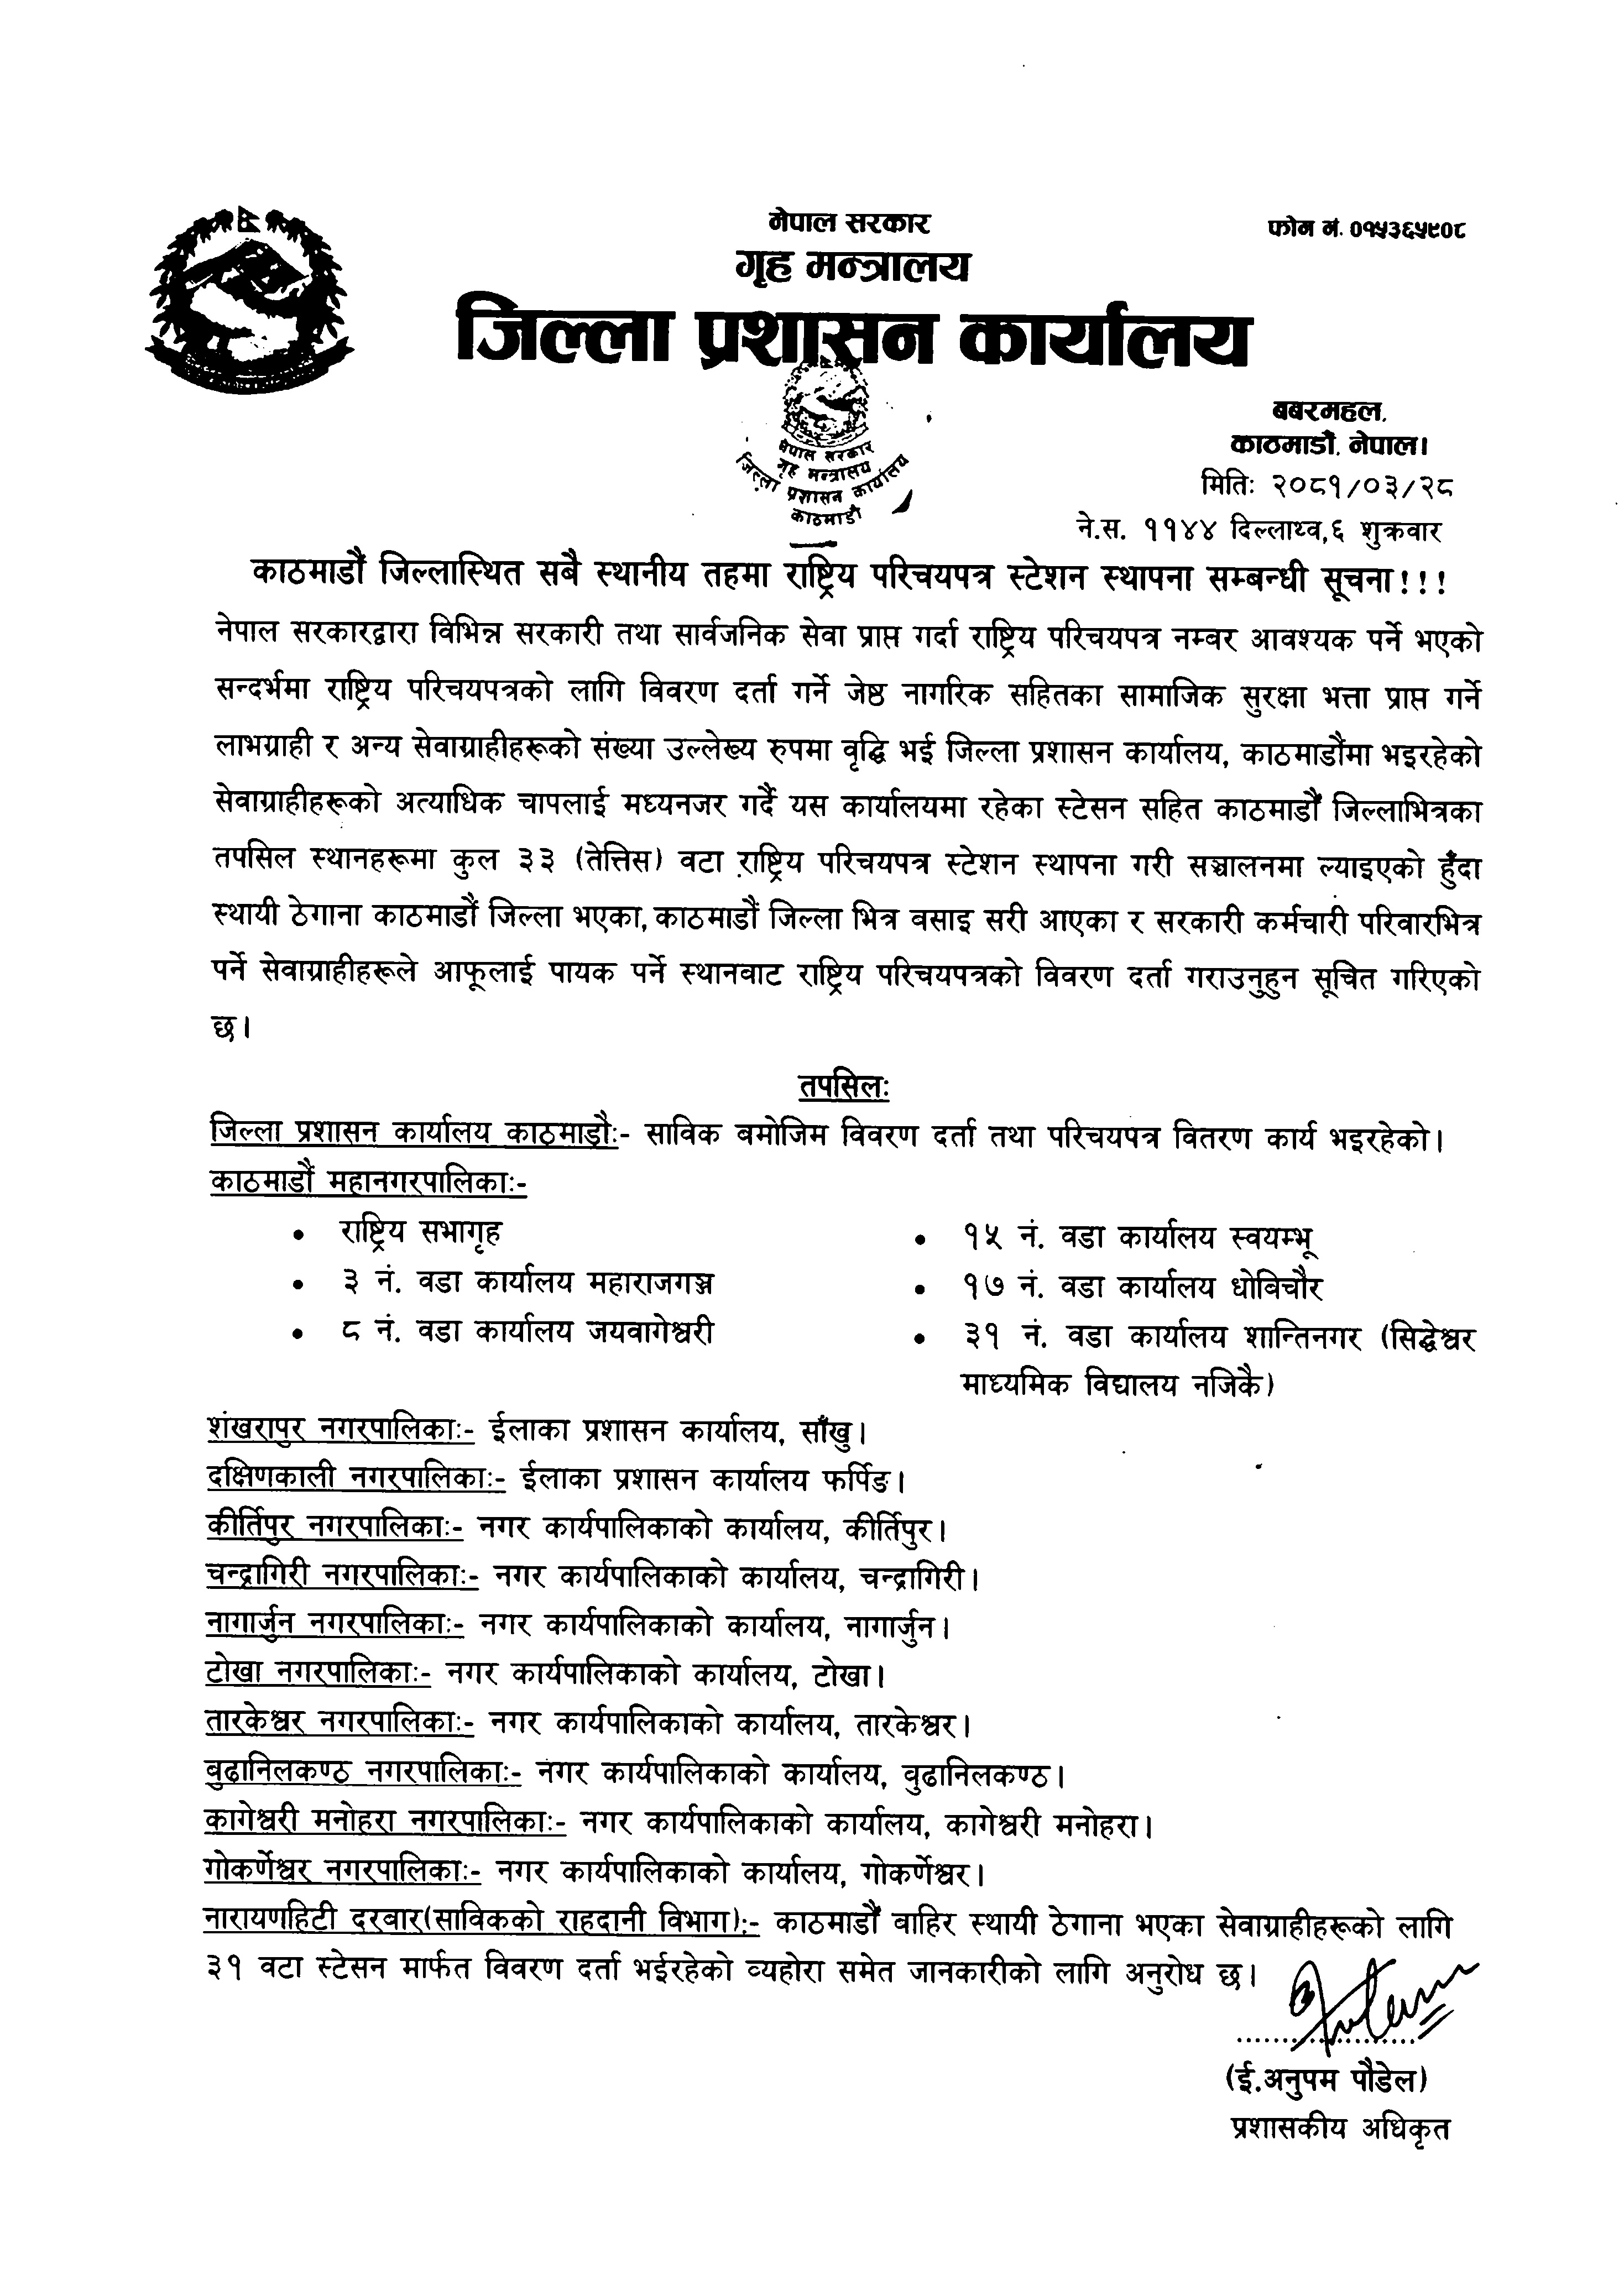 नेपाल सरकार
फोन नं. ०१५३६५९०८
गृह मन्त्रालय
जिल्ला प्रशासन कार्यालय
नेपाल सरकार
गृह मन्त्रालय
जिल्ला प्रशासन कार्यालय
काठमाडौं
बबरमहल,
काठमाडौं, नेपाल।
मितिः २०८१/०३/२८
ने.स. ११४४ दिल्लाथ्व,६ शुक्रवार
काठमाडौं जिल्लास्थित सबै स्थानीय तहमा राष्ट्रिय परिचयपत्र स्टेशन स्थापना सम्बन्धी सूचना!!!
नेपाल सरकारद्वारा विभिन्न सरकारी तथा सार्वजनिक सेवा प्राप्त गर्दा राष्ट्रिय परिचयपत्र नम्बर आवश्यक पर्ने भएको
सन्दर्भमा राष्ट्रिय परिचयपत्रको लागि विवरण दर्ता गर्ने जेष्ठ नागरिक सहितका सामाजिक सुरक्षा भत्ता प्राप्त गर्ने
लाभग्राही र अन्य सेवाग्राहीहरूको संख्या उल्लेख्य रुपमा वृद्धि भई जिल्ला प्रशासन कार्यालय, काठमाडौंमा भइरहेको
सेवाग्राहीहरूको अत्याधिक चापलाई मध्यनजर गर्दै यस कार्यालयमा रहेका स्टेसन सहित काठमाडौं जिल्लाभित्रका
तपसिल स्थानहरूमा कुल ३३ (तेत्तिस) वटा राष्ट्रिय परिचयपत्र स्टेशन स्थापना गरी सञ्चालनमा ल्याइएको हुँदा
स्थायी ठेगाना काठमाडौं जिल्ला भएका, काठमाडौं जिल्ला भित्र वसाइ सरी आएका र सरकारी कर्मचारी परिवारभित्र
पर्ने सेवाग्राहीहरूले आफूलाई पायक पर्ने स्थानवाट राष्ट्रिय परिचयपत्रको विवरण दर्ता गराउनुहुन सूचित गरिएको
छ।
तपसिलः
जिल्ला प्रशासन कार्यालय काठमाडौंः- साविक बमोजिम विवरण दर्ता तथा परिचयपत्र वितरण कार्य भइरहेको।
काठमाडौं महानगरपालिकाः-
• राष्ट्रिय सभागृह
• ३ नं. वडा कार्यालय महाराजगञ्ज
• ८ नं. वडा कार्यालय जयवागेश्वरी
• १५ नं. वडा कार्यालय स्वयम्भू
• १७ नं. वडा कार्यालय धोबिचौर
• ३१ नं. वडा कार्यालय शान्तिनगर (सिद्धेश्वर
माध्यमिक विद्यालय नजिकै)
शंखरापुर नगरपालिकाः- ईलाका प्रशासन कार्यालय, साँखु।
दक्षिणकाली नगरपालिकाः- ईलाका प्रशासन कार्यालय फर्पिङ।
कीर्तिपुर नगरपालिकाः- नगर कार्यपालिकाको कार्यालय, कीर्तिपुर।
चन्द्रागिरी नगरपालिकाः- नगर कार्यपालिकाको कार्यालय, चन्द्रागिरी।
नागार्जुन नगरपालिकाः- नगर कार्यपालिकाको कार्यालय, नागार्जुन।
टोखा नगरपालिकाः- नगर कार्यपालिकाको कार्यालय, टोखा।
तारकेश्वर नगरपालिकाः- नगर कार्यपालिकाको कार्यालय, तारकेश्वर।
वुढानिलकण्ठ नगरपालिकाः- नगर कार्यपालिकाको कार्यालय, वुढानिलकण्ठ।
कागेश्वरी मनोहरा नगरपालिकाः- नगर कार्यपालिकाको कार्यालय, कागेश्वरी मनोहरा।
गोकर्णेश्वर नगरपालिकाः- नगर कार्यपालिकाको कार्यालय, गोकर्णेश्वर।
नारायणहिटी दरबार(साविकको राहदानी विभाग):- काठमाडौं वाहिर स्थायी ठेगाना भएका सेवाग्राहीहरूको लागि
३१ वटा स्टेसन मार्फत विवरण दर्ता भईरहेको व्यहोरा समेत जानकारीको लागि अनुरोध छ।
....................
(ई.अनुपम पौडेल)
प्रशासकीय अधिकृत